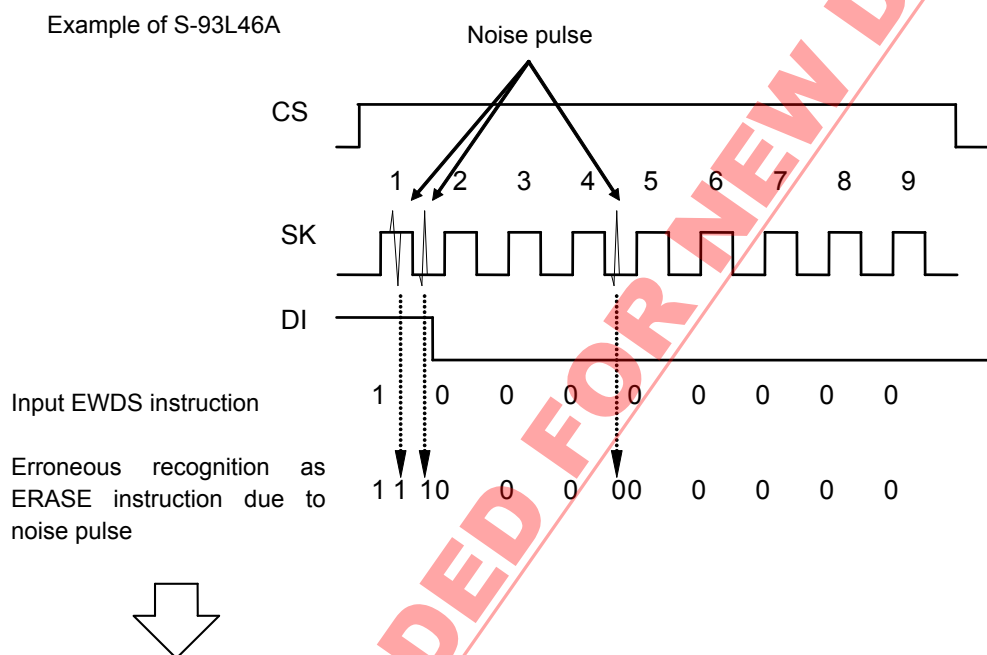 Example of S-93L46A
Noise pulse
CS
1 2 3 4 5 6 7 8 9
SK
DI
Input EWDS instruction
1 0 0 0 0 0 0 0 0
Erroneous recognition as
ERASE instruction due to
noise pulse
1 1 10 0 0 00 0 0 0 0
DED FOR NEW D